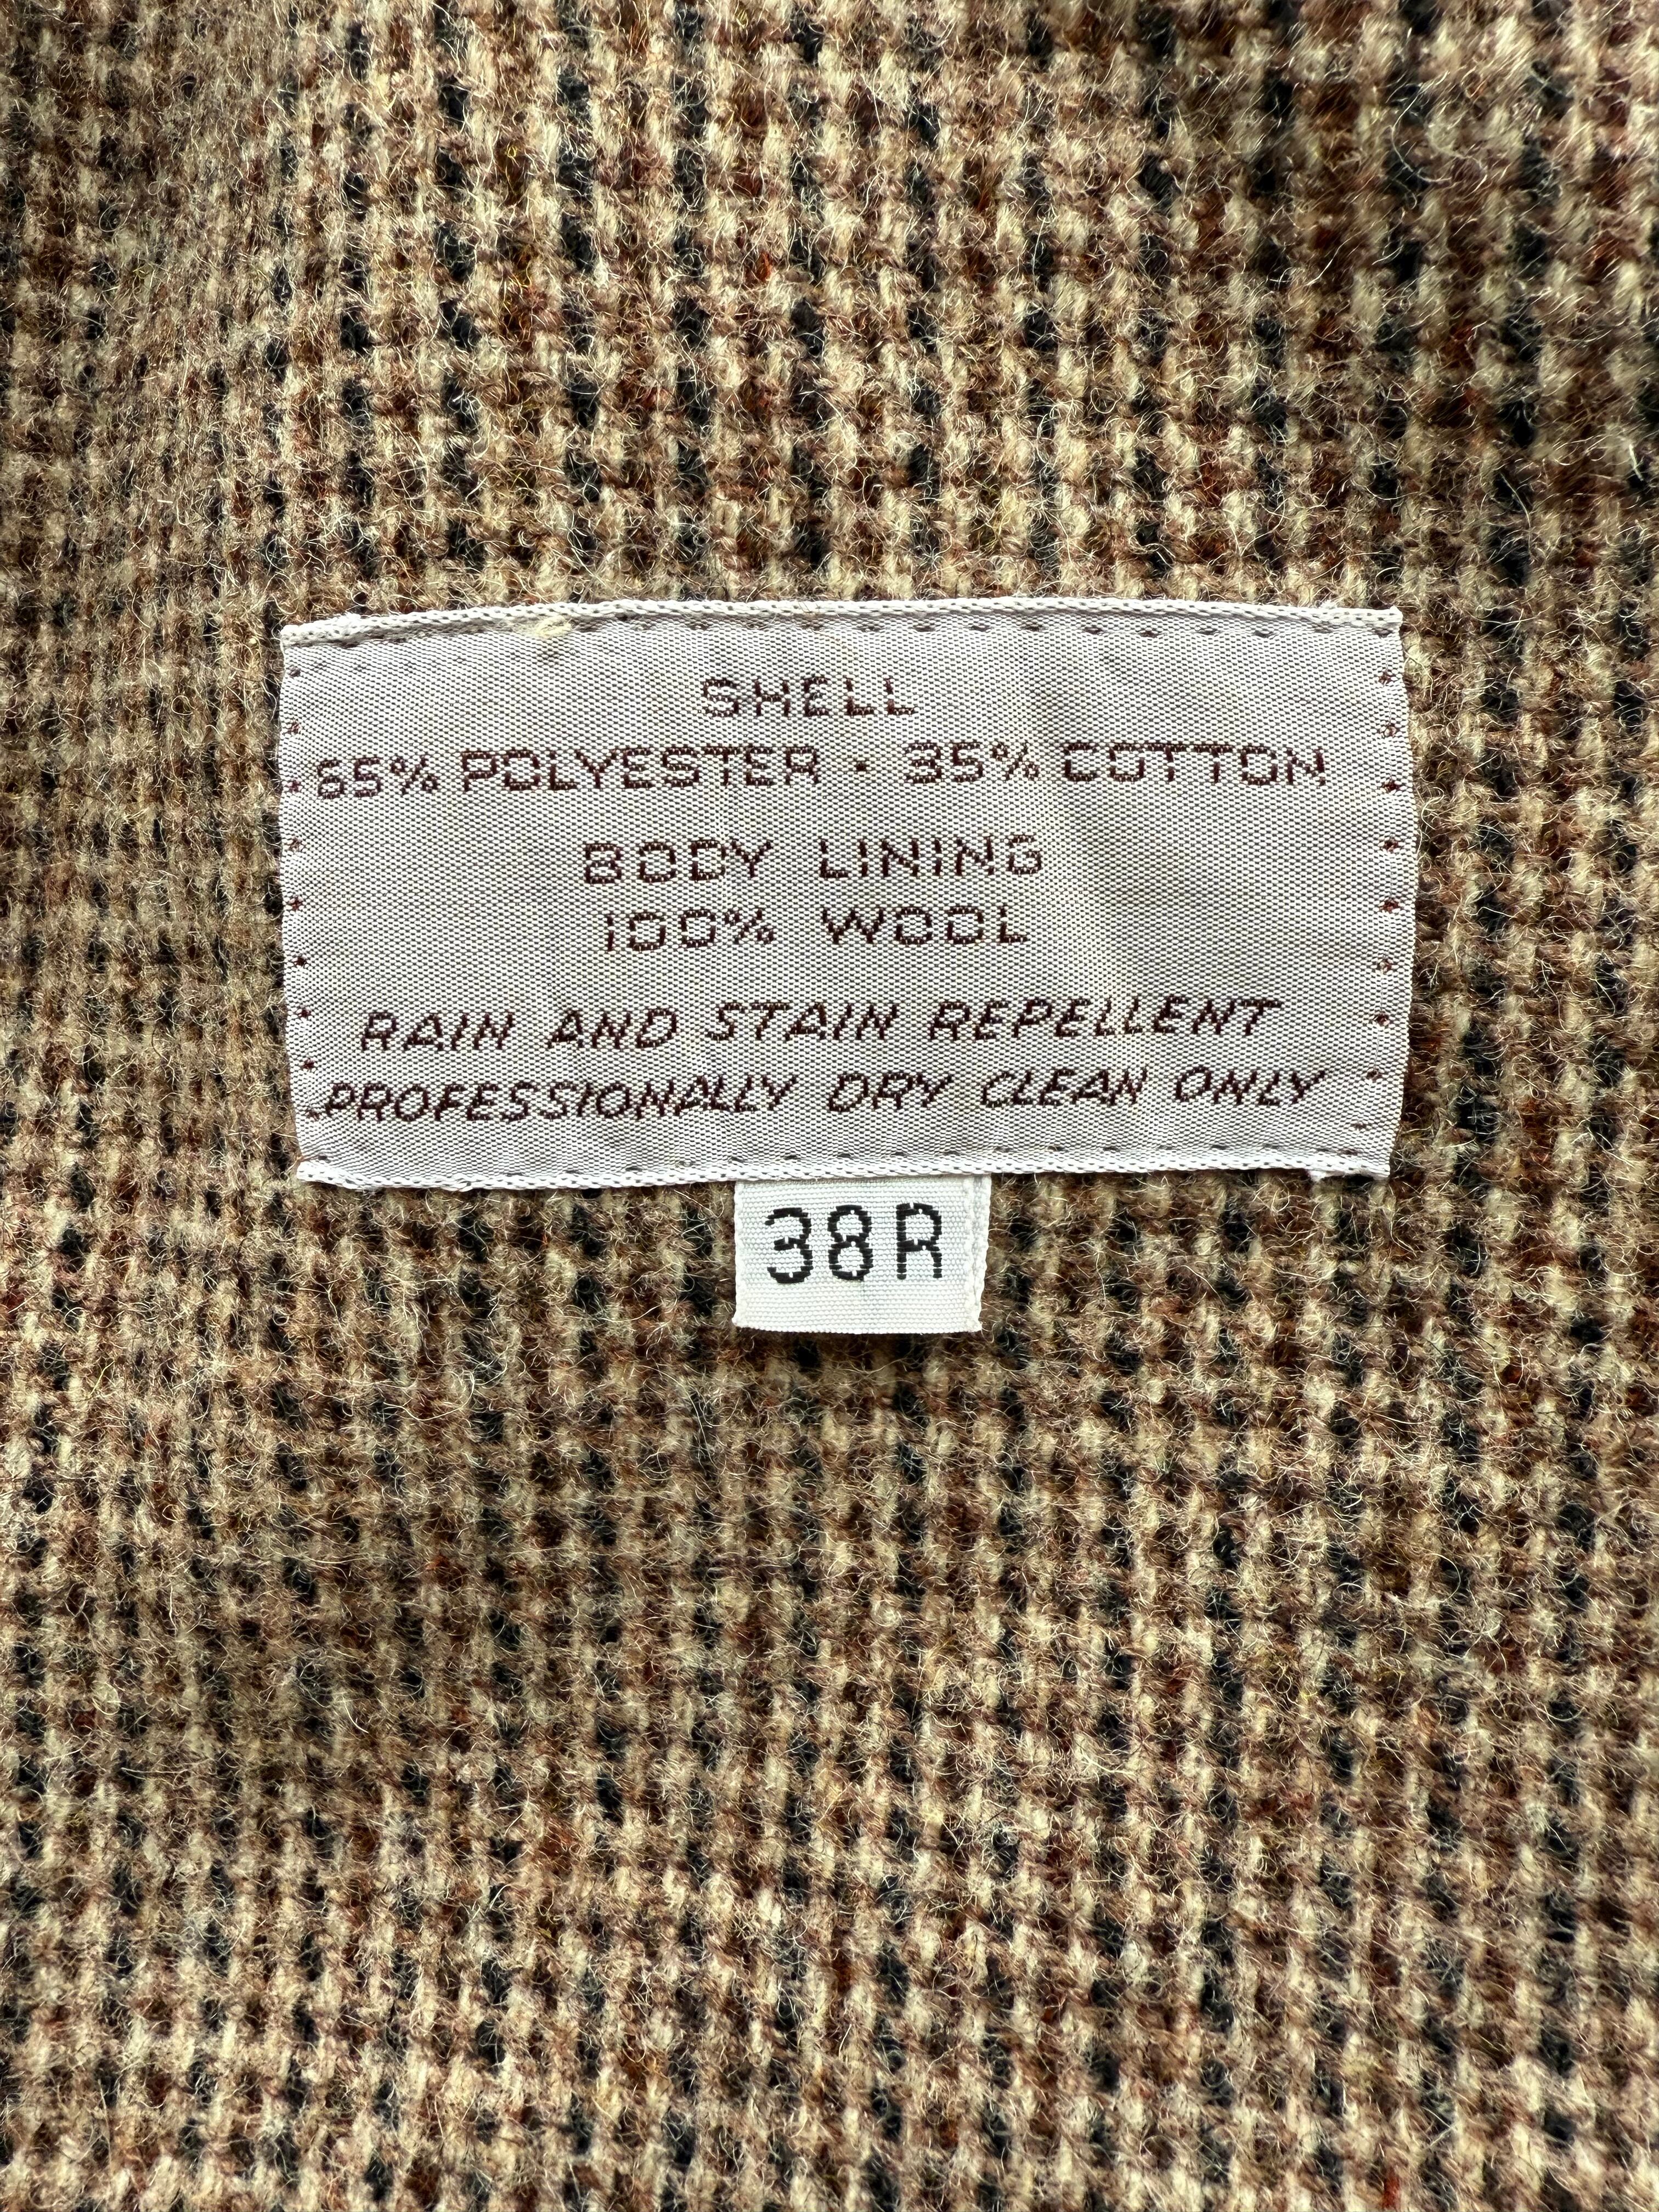 SHELL
65% POLYESTER · 35% COTTON
BODY LINING
100% WOOL
RAIN AND STAIN REPELLENT
PROFESSIONALLY DRY CLEAN ONLY
38R